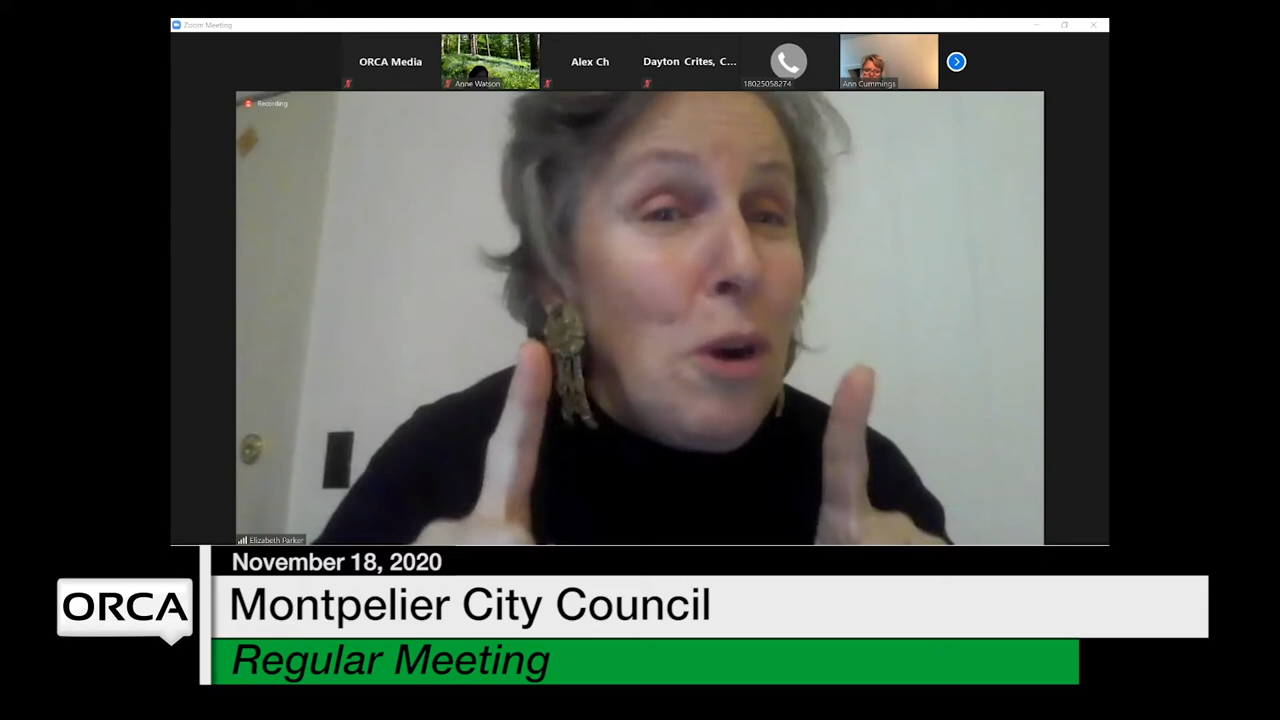 Zoom Meeting
ORCA Media
Anne Watson
Alex Ch
Dayton Crites, C...
18025058274
Ann Cummings
Recording
Elizabeth Parker
November 18, 2020
ORCA
Montpelier City Council
Regular Meeting